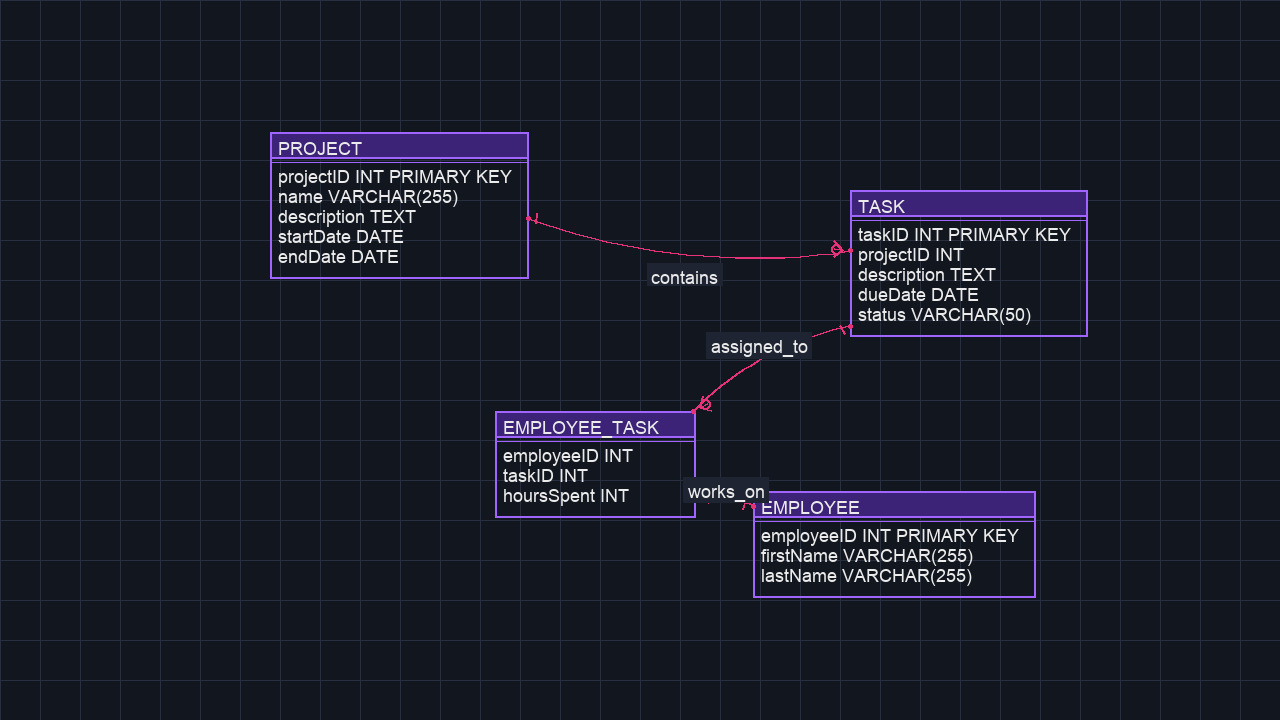 PROJECT
projectID INT PRIMARY KEY
name VARCHAR(255)
description TEXT
startDate DATE
endDate DATE
TASK
taskID INT PRIMARY KEY
projectID INT
description TEXT
dueDate DATE
status VARCHAR(50)
contains
assigned_to
EMPLOYEE_TASK
employeeID INT
taskID INT
hoursSpent INT
works_on
EMPLOYEE
employeeID INT PRIMARY KEY
firstName VARCHAR(255)
lastName VARCHAR(255)